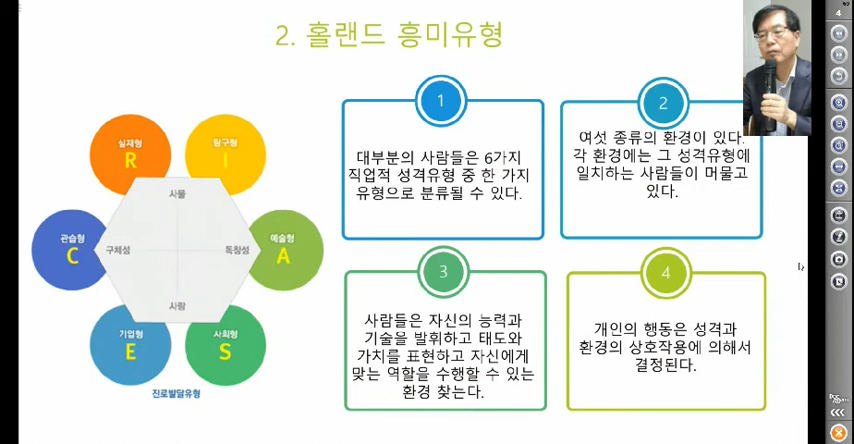 2. 홀랜드 흥미유형
4
실재형
R
탐구형
I
사물
관습형
C
구체성
독창성
예술형
A
사람
기업형
E
사회형
S
진로발달유형
1
대부분의 사람들은 6가지
직업적 성격유형 중 한 가지
유형으로 분류될 수 있다.
2
여섯 종류의 환경이 있다.
각 환경에는 그 성격유형에
일치하는 사람들이 머물고
있다.
3
사람들은 자신의 능력과
기술을 발휘하고 태도와
가치를 표현하고 자신에게
맞는 역할을 수행할 수 있는
환경 찾는다.
4
개인의 행동은 성격과
환경의 상호작용에 의해서
결정된다.